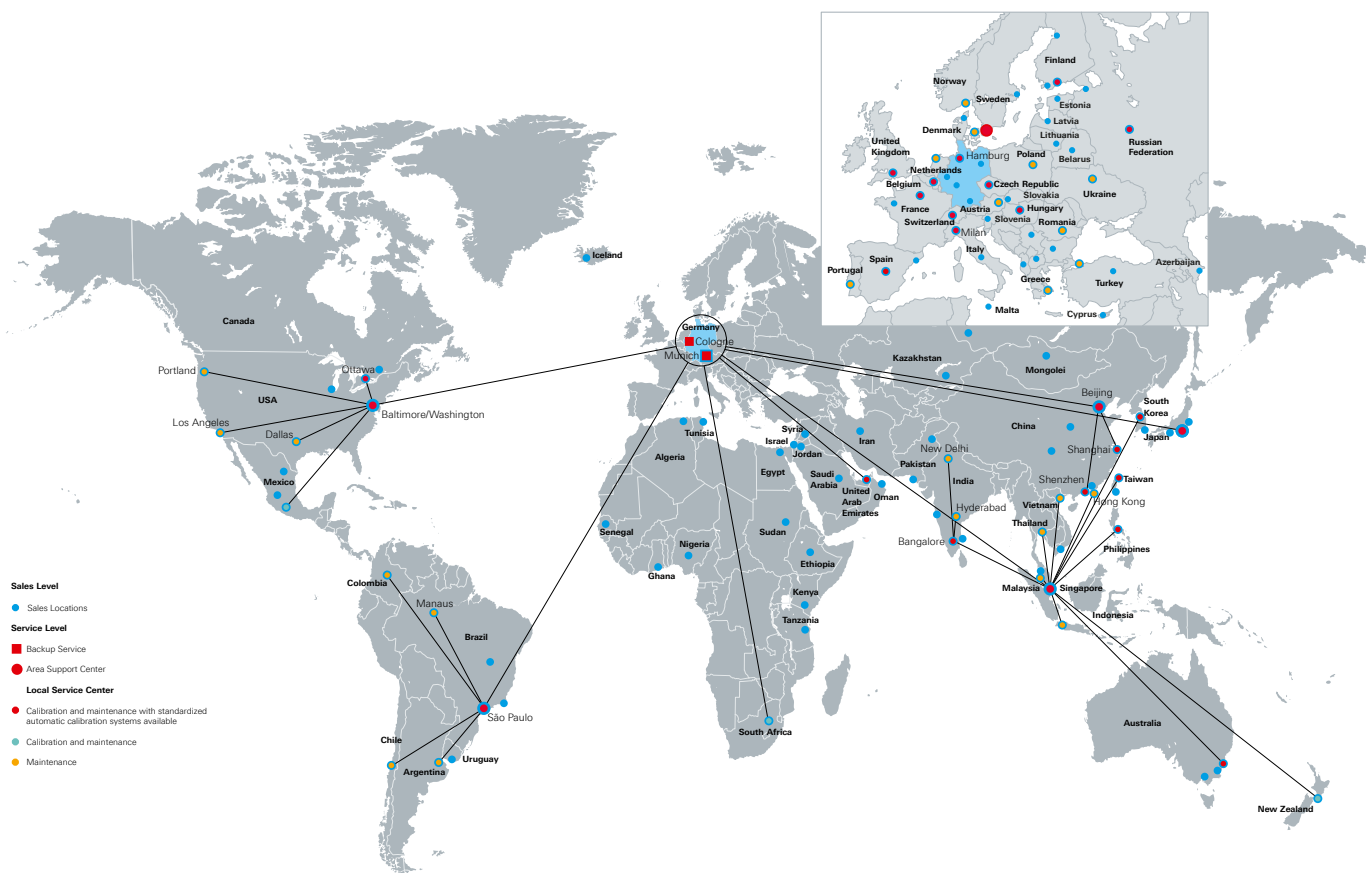 Finland
Norway
Sweden
Estonia
Latvia
Denmark
Lithuania
United
Kingdom
Russian
Federation
Hamburg
Poland
Belarus
Netherlands
Belgium
Czech Republic
Slovakia
Ukraine
France
Austria
Hungary
Switzerland
Slovenia
Romania
Milan
Italy
Spain
Portugal
Greece
Turkey
Azerbaijan
Malta
Cyprus
Iceland
Canada
Germany
Cologne
Munich
Portland
Ottawa
USA
Baltimore/Washington
Los Angeles
Dallas
Mexico
Kazakhstan
Mongolei
Beijing
South
Korea
China
Japan
Shanghai
Tunisia
Algeria
Syria
Israel
Jordan
Iran
Egypt
Saudi
Arabia
United
Arab
Emirates
Oman
Pakistan
New Delhi
India
Shenzhen
Taiwan
Hong Kong
Vietnam
Hyderabad
Thailand
Bangalore
Philippines
Senegal
Nigeria
Sudan
Ghana
Ethiopia
Kenya
Tanzania
Malaysia
Singapore
Indonesia
Colombia
Manaus
Brazil
São Paulo
Chile
Argentina
Uruguay
South Africa
Australia
New Zealand
Sales Level
Sales Locations
Service Level
Backup Service
Area Support Center
Local Service Center
Calibration and maintenance with standardized
automatic calibration systems available
Calibration and maintenance
Maintenance